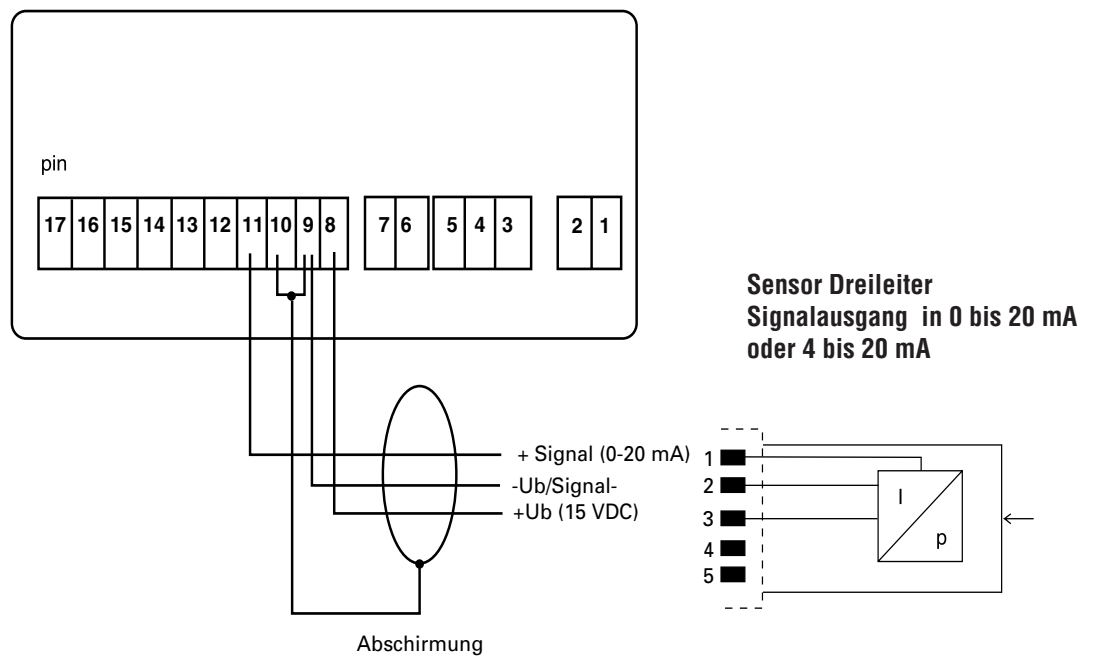 pin
17 16 15 14 13 12 11 10 9 8 7 6 5 4 3 2 1
Sensor Dreileiter
Signalausgang in 0 bis 20 mA
oder 4 bis 20 mA
+ Signal (0-20 mA) 1
-Ub/Signal- 2
+Ub (15 VDC) 3
4
5
I
p
Abschirmung